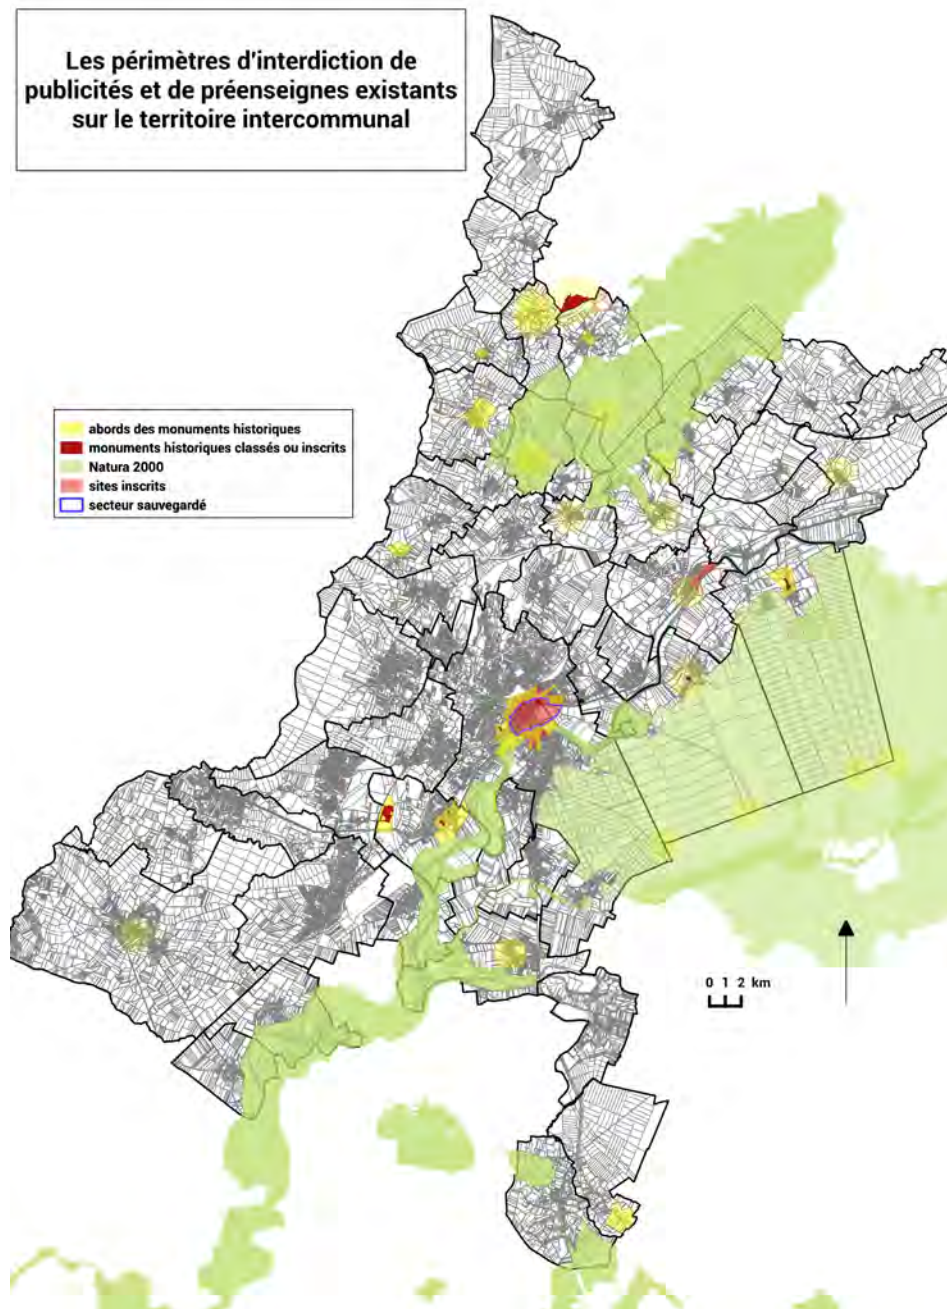 Les périmètres d'interdiction de
publicités et de préenseignes existants
sur le territoire intercommunal
abords des monuments historiques
monuments historiques classés ou inscrits
Natura 2000
sites inscrits
secteur sauvegardé
0 1 2 km